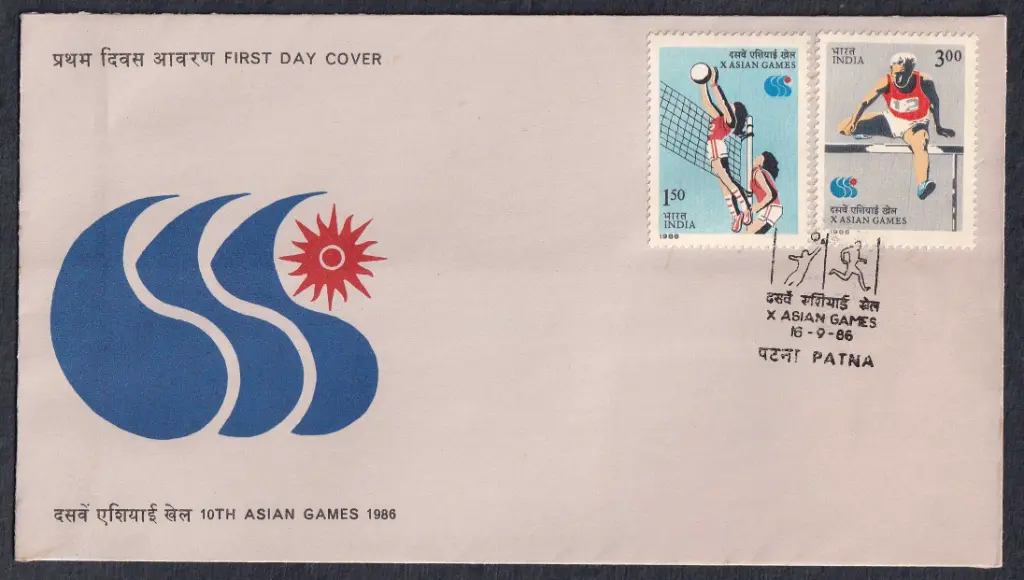 प्रथम दिवस आवरण FIRST DAY COVER
दसवें एशियाई खेल
X ASIAN GAMES
1.50
भारत
INDIA
1986
भारत
INDIA
3.00
12
दसवें एशियाई खेल
X ASIAN GAMES
1986
दसवें एशियाई खेल
X ASIAN GAMES
16-9-86
पटना PATNA
दसवें एशियाई खेल 10TH ASIAN GAMES 1986